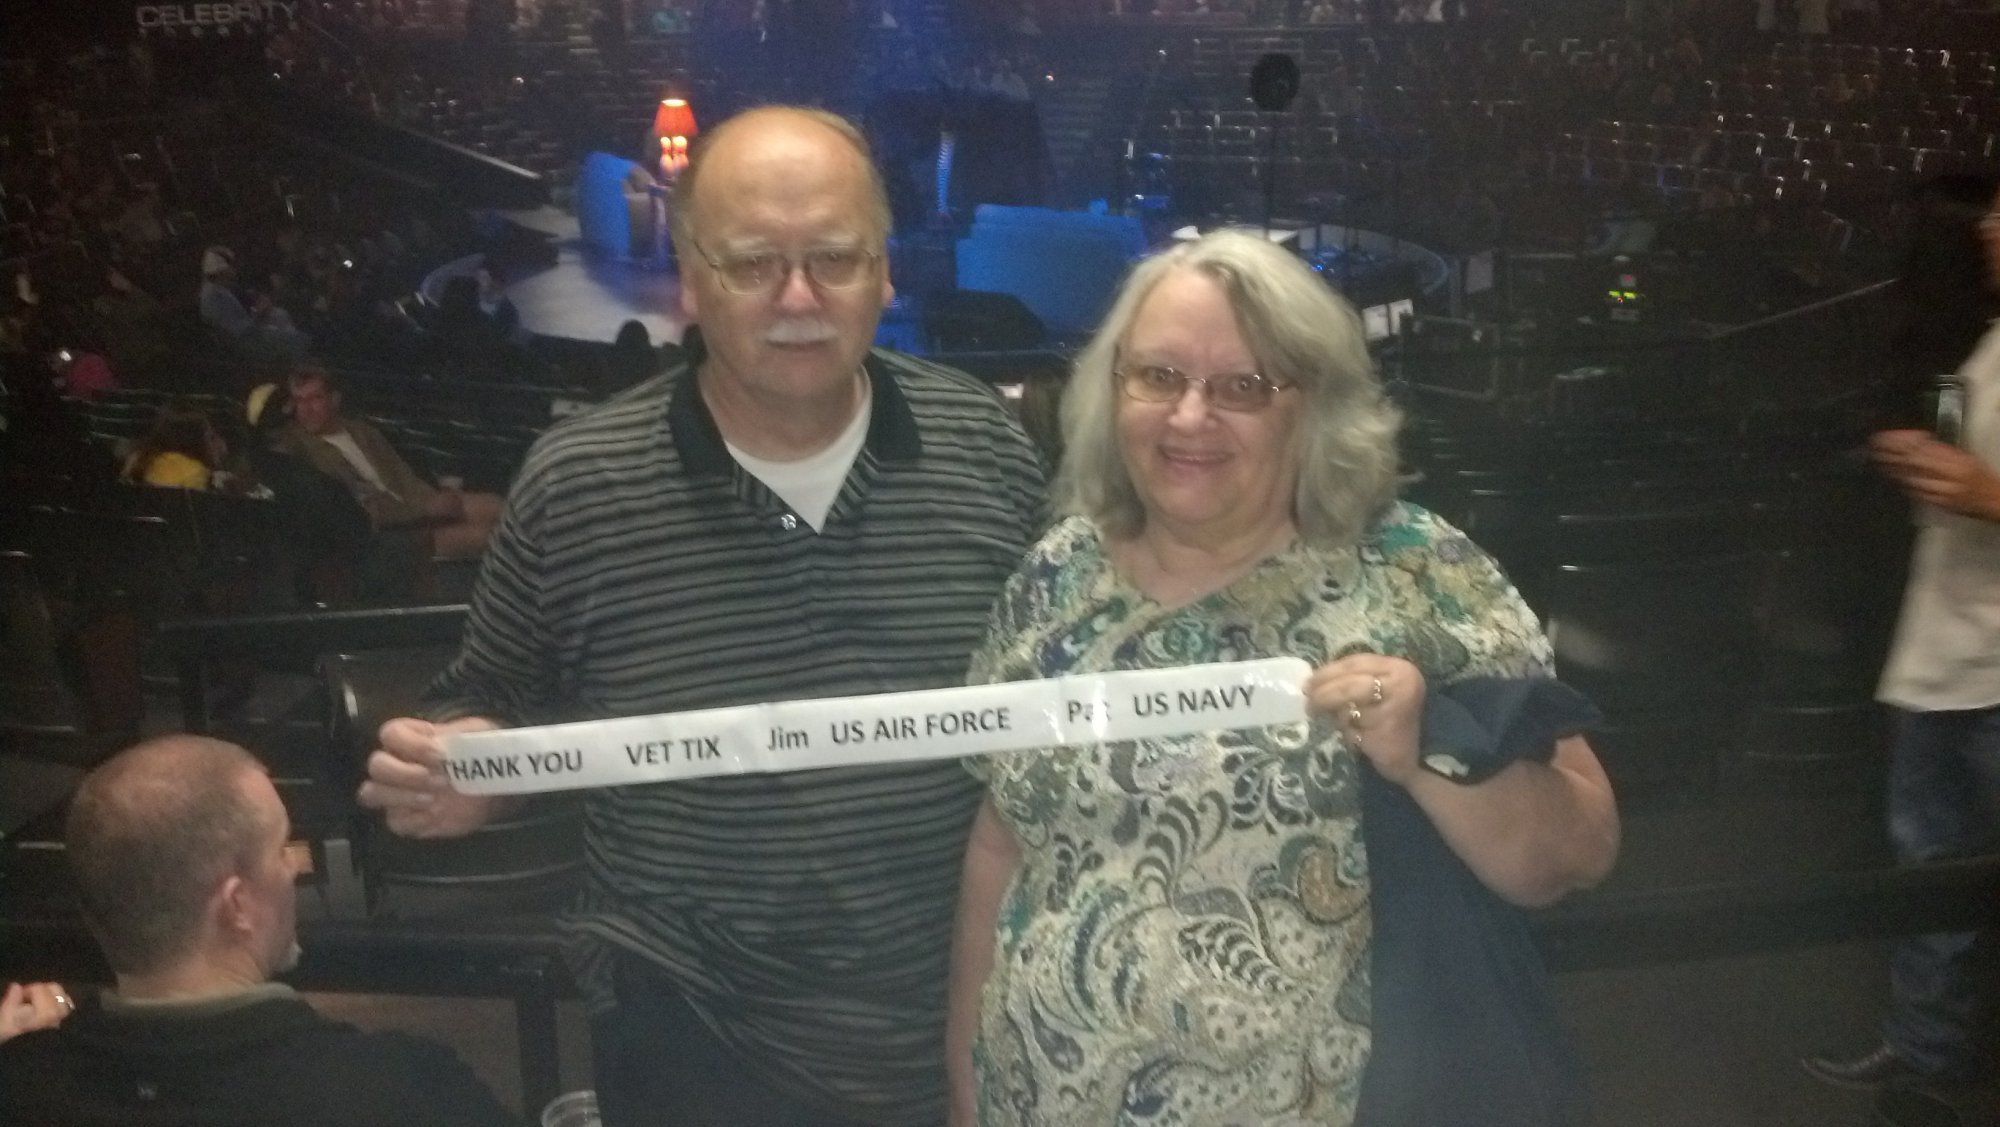 CELEBRITY
THANK YOU VET TIX Jim US AIR FORCE Pat US NAVY